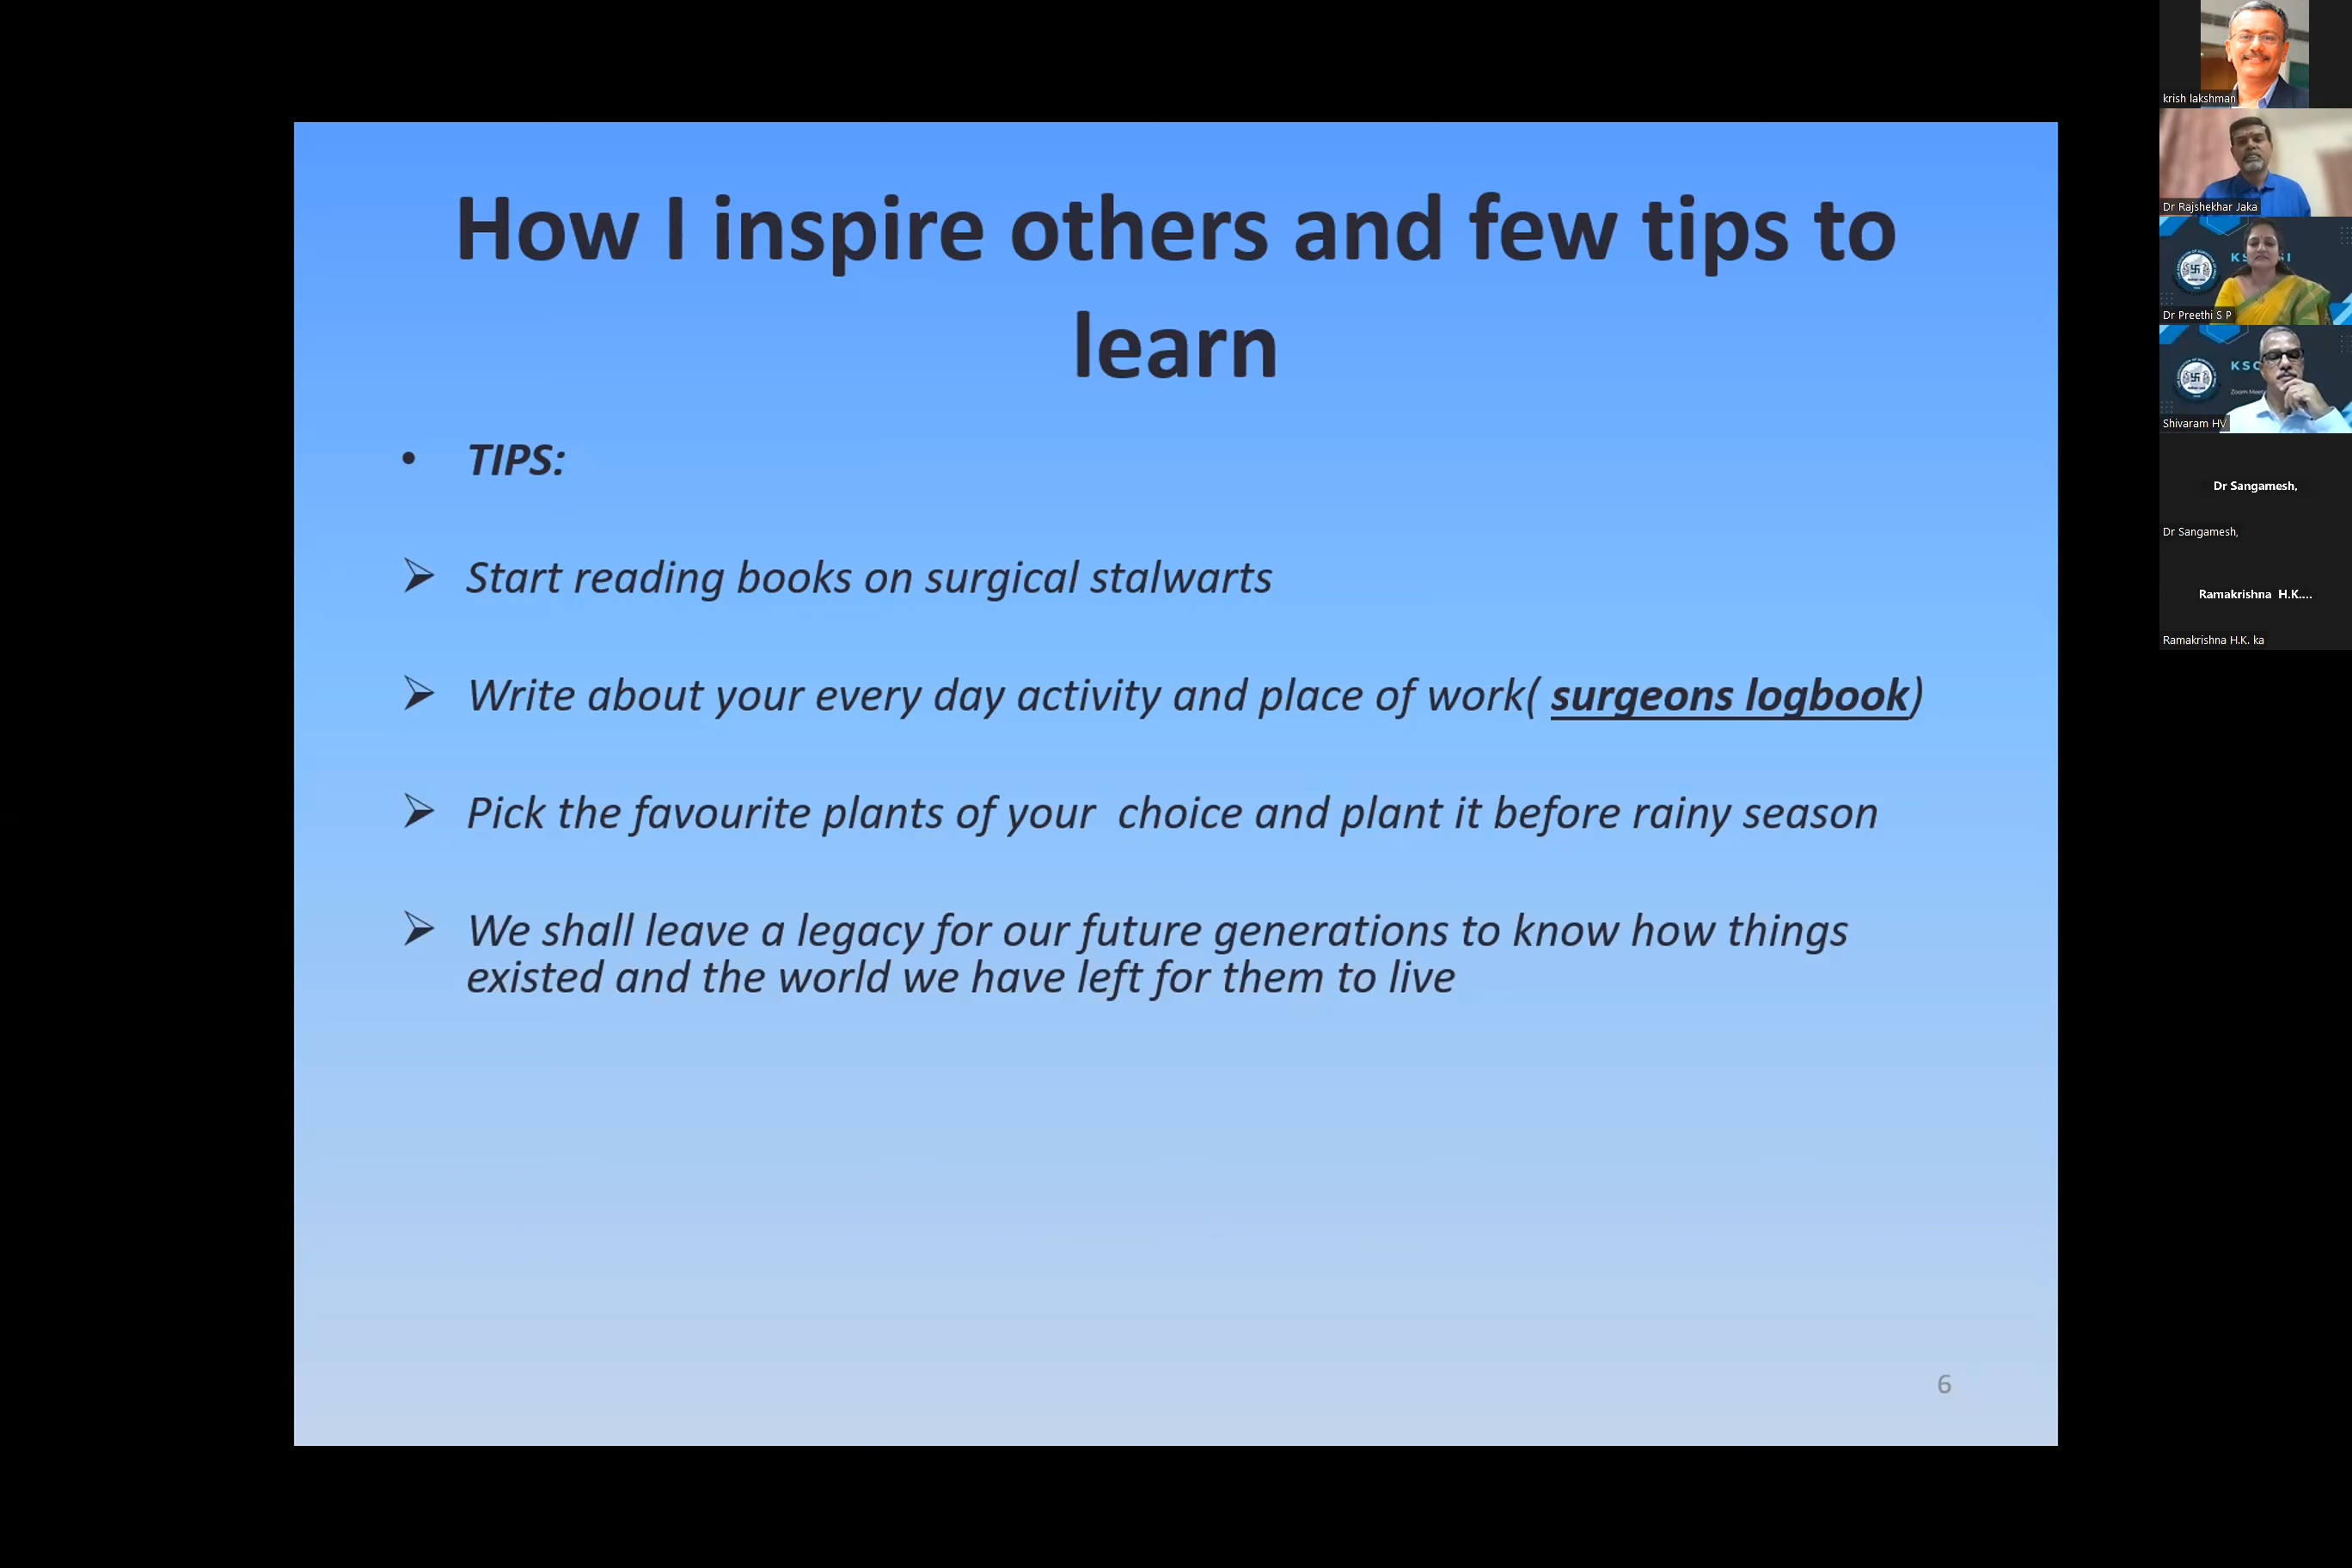 How I inspire others and few tips to
learn
• TIPS:
➢ Start reading books on surgical stalwarts
➢ Write about your every day activity and place of work( surgeons logbook)
➢ Pick the favourite plants of your  choice and plant it before rainy season
➢ We shall leave a legacy for our future generations to know how things
existed and the world we have left for them to live
6
krish lakshman
Dr Rajshekhar Jaka
Dr Preethi S P
Shivaram HV
Dr Sangamesh,
Dr Sangamesh,
Ramakrishna H.K....
Ramakrishna H.K. ka